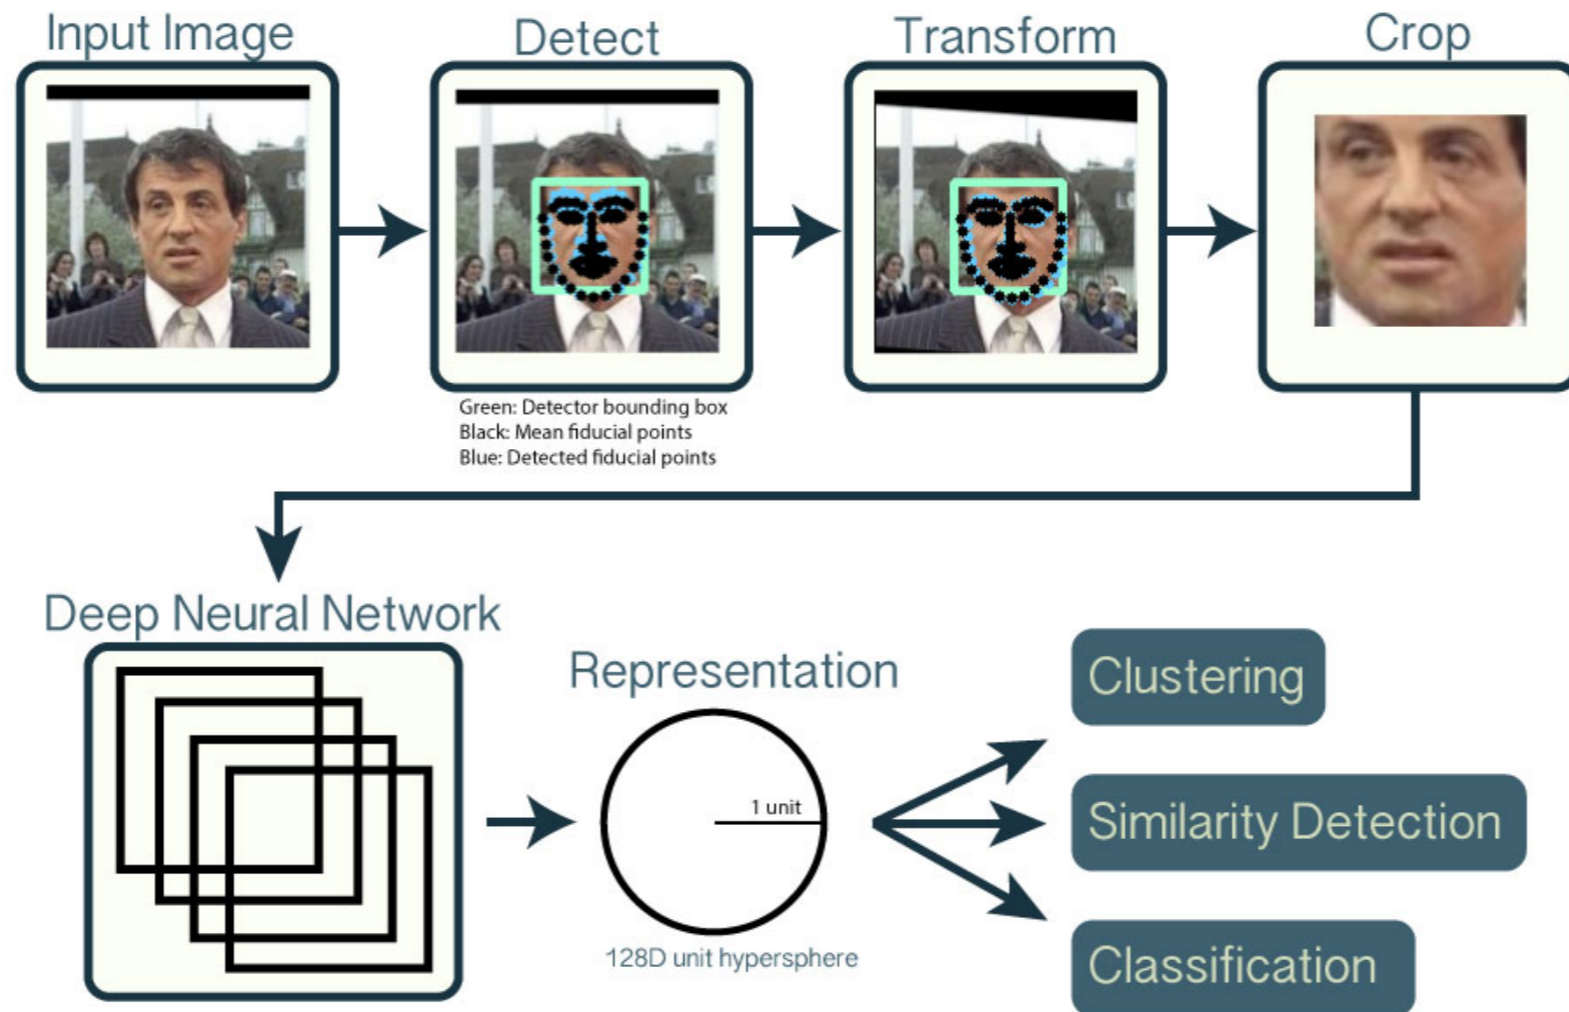 Input Image
Detect
Transform
Crop
Green: Detector bounding box
Black: Mean fiducial points
Blue: Detected fiducial points
Deep Neural Network
Representation
1 unit
128D unit hypersphere
Clustering
Similarity Detection
Classification